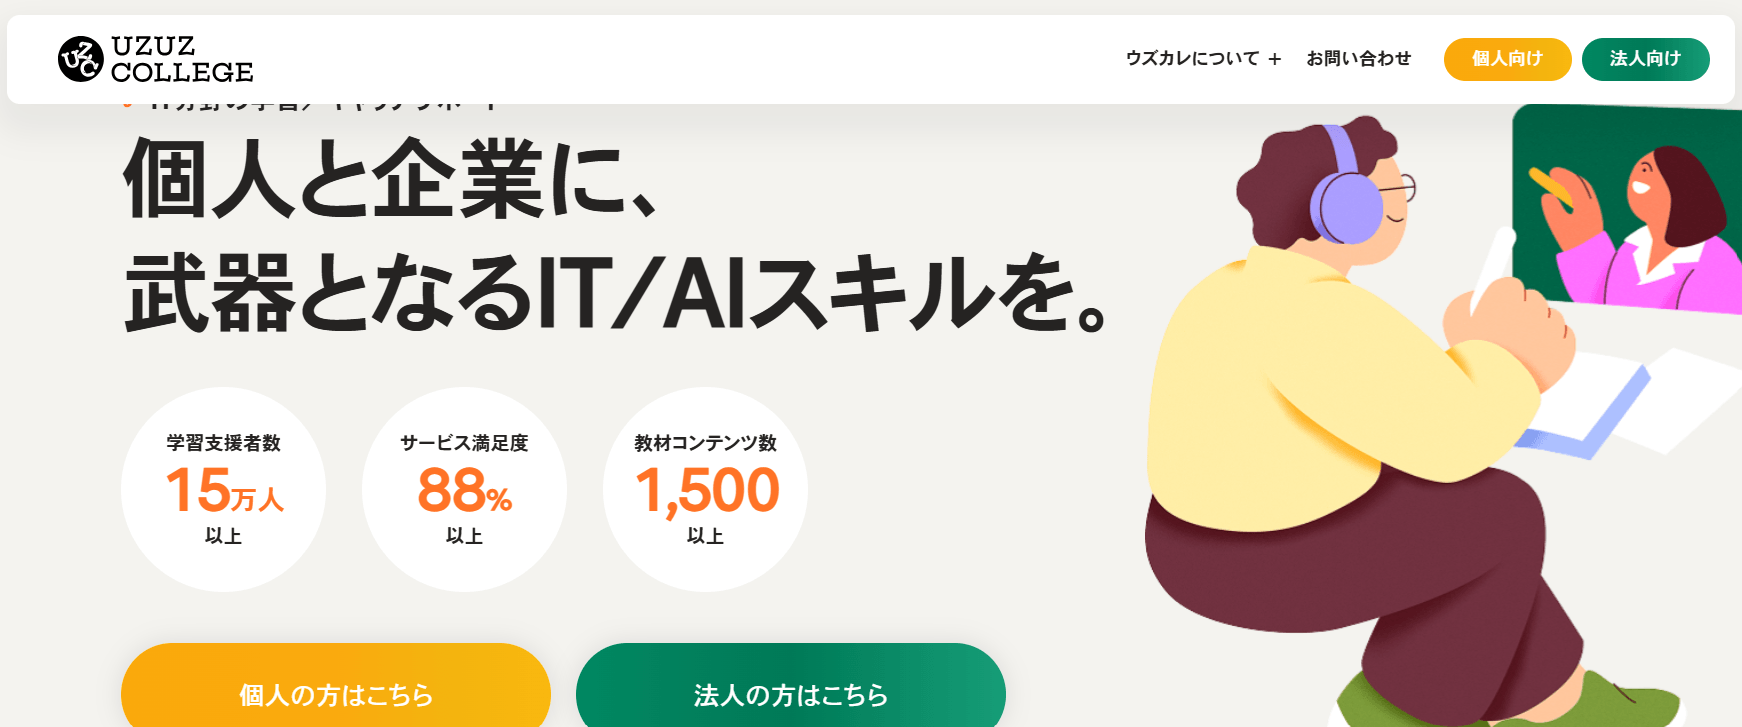 UZUZ
COLLEGE
ウズカレについて +
お問い合わせ
個人向け
法人向け
個人と企業に、
武器となるIT/AIスキルを。
学習支援者数
15万人
以上
サービス満足度
88%
以上
教材コンテンツ数
1,500
以上
個人の方はこちら
法人の方はこちら